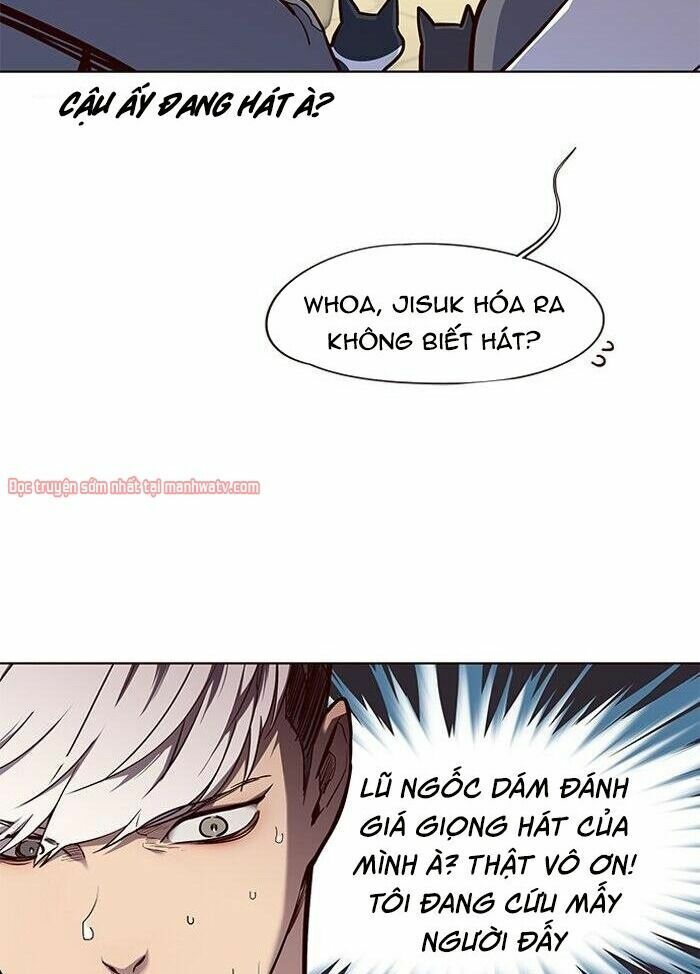 CẬU ẤY ĐANG HÁT À?
WHOA, JISUK HÓA RA
KHÔNG BIẾT HÁT?
Đọc truyện sớm nhất tại manhwatv.com
LŨ NGỐC DÁM ĐÁNH
GIÁ GIỌNG HÁT CỦA
MÌNH À? THẬT VÔ ƠN!
TÔI ĐANG CỨU MẤY
NGƯỜI ĐẤY